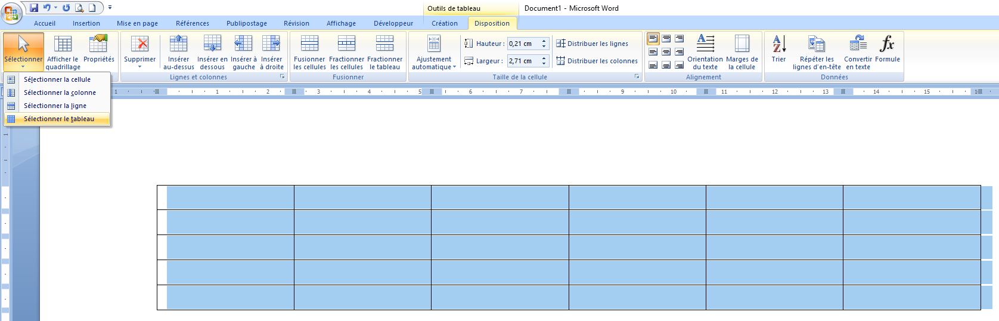 Outils de tableau Document1 - Microsoft Word
Accueil Insertion Mise en page Références Publipostage Révision Affichage Développeur Création Disposition
Sélectionner
Afficher le quadrillage
Propriétés
Supprimer
Insérer au-dessus
Insérer en dessous
Insérer à gauche
Insérer à droite
Lignes et colonnes
Fusionner les cellules
Fractionner les cellules
Fractionner le tableau
Fusionner
Ajustement automatique
Hauteur : 0,21 cm
Largeur : 2,71 cm
Distribuer les lignes
Distribuer les colonnes
Taille de la cellule
Orientation du texte
Marges de la cellule
Alignement
A
Z
Trier
Répéter les lignes d'en-tête
Convertir en texte
fx
Formule
Données
Sélectionner la cellule
Sélectionner la colonne
Sélectionner la ligne
Sélectionner le tableau
1 1 2 3 4 5 6 7 8 9 10 11 12 13 14 15
1